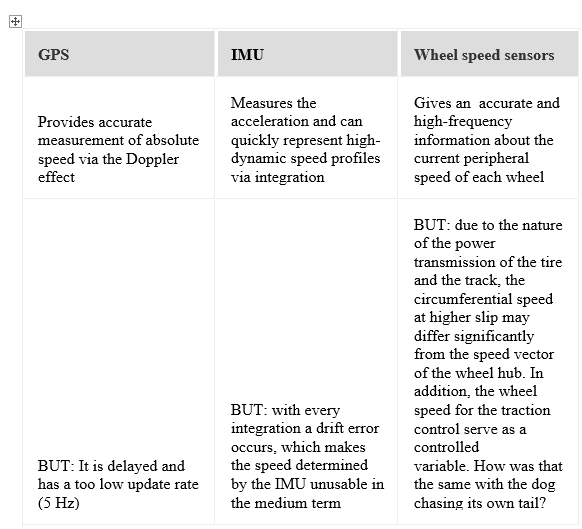 GPS
IMU
Wheel speed sensors
Provides accurate
measurement of absolute
speed via the Doppler
effect
Measures the
acceleration and can
quickly represent high-
dynamic speed profiles
via integration
Gives an accurate and
high-frequency
information about the
current peripheral
speed of each wheel
BUT: It is delayed and
has a too low update rate
(5 Hz)
BUT: with every
integration a drift error
occurs, which makes
the speed determined
by the IMU unusable in
the medium term
BUT: due to the nature
of the power
transmission of the tire
and the track, the
circumferential speed
at higher slip may
differ significantly
from the speed vector
of the wheel hub. In
addition, the wheel
speed for the traction
control serve as a
controlled
variable. How was that
the same with the dog
chasing its own tail?